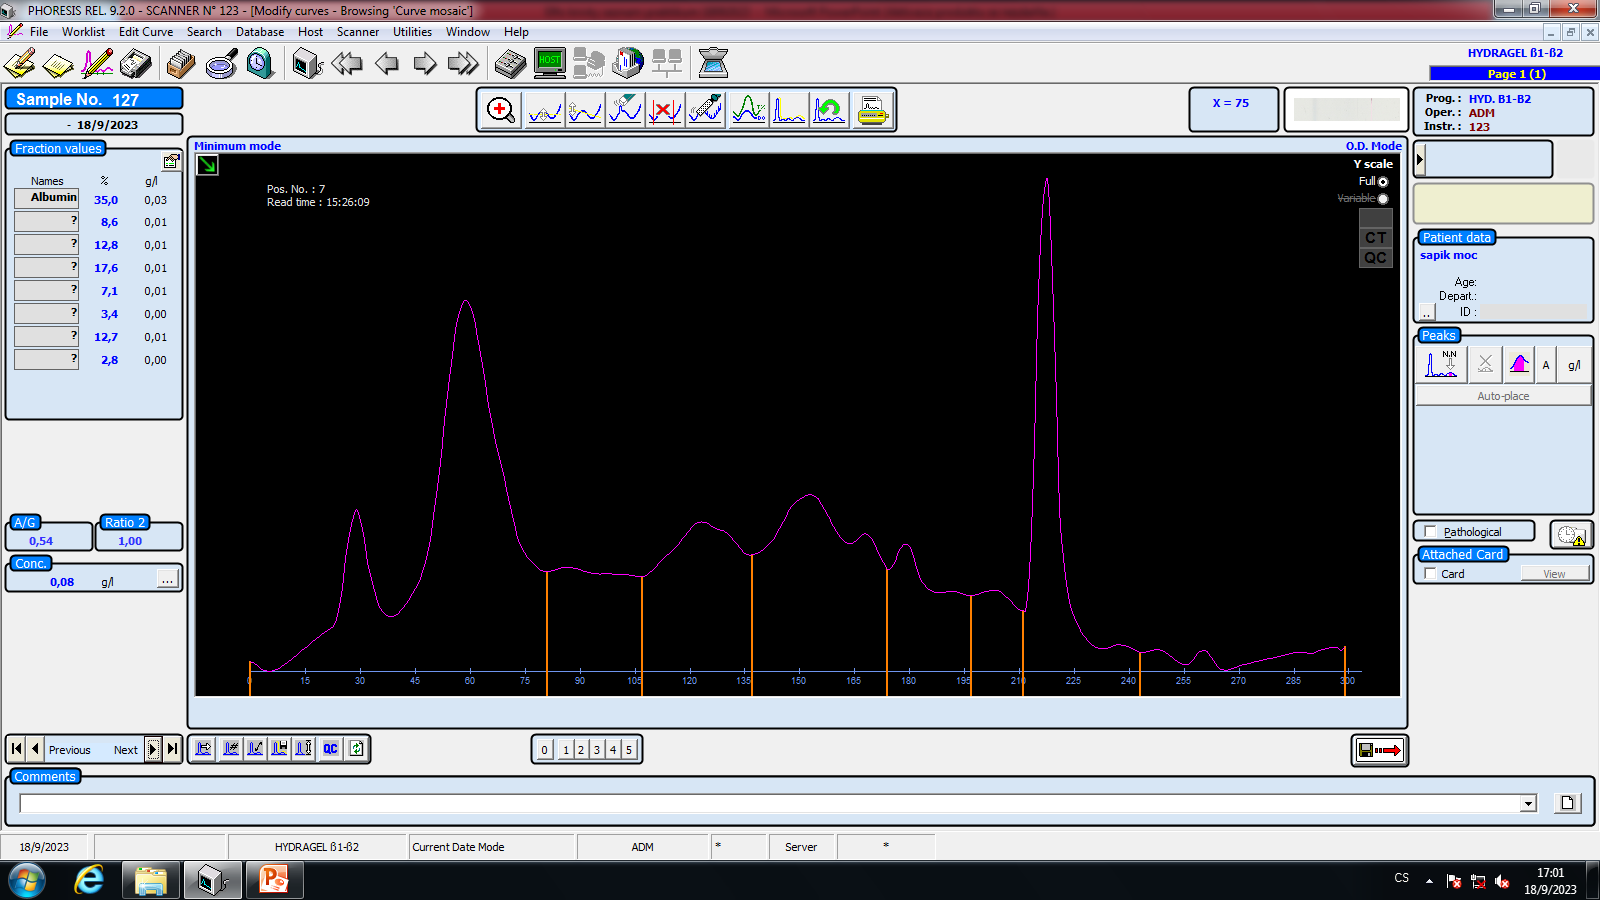 PHORESIS REL. 9.2.0 - SCANNER N° 123 - [Modify curves - Browsing 'Curve mosaic']
File Worklist Edit Curve Search Database Host Scanner Utilities Window Help
HOST
HYDRAGEL ß1-ß2
Page 1 (1)
Sample No. 127
- 18/9/2023
X = 75
Prog.: HYD. B1-B2
Oper.: ADM
Instr.: 123
Fraction values
Names % g/l
Albumin 35,0 0,03
? 8,6 0,01
? 12,8 0,01
? 17,6 0,01
? 7,1 0,01
? 3,4 0,00
? 12,7 0,01
? 2,8 0,00
A/G
0,54
Ratio 2
1,00
Conc.
0,08 g/l ...
Minimum mode
O.D. Mode
Pos. No. : 7
Read time : 15:26:09
Y scale
Full
Variable
CT
QC
0 15 30 45 60 75 90 105 120 135 150 165 180 195 210 225 240 255 270 285 300
Patient data
sapik moc
Age:
Depart.:
.. ID :
Peaks
N.N
A g/l
Auto-place
Pathological
Attached Card
Card View
Previous Next
QC
0 1 2 3 4 5
Comments
18/9/2023 HYDRAGEL ß1-ß2 Current Date Mode ADM * Server *
CS
17:01
18/9/2023